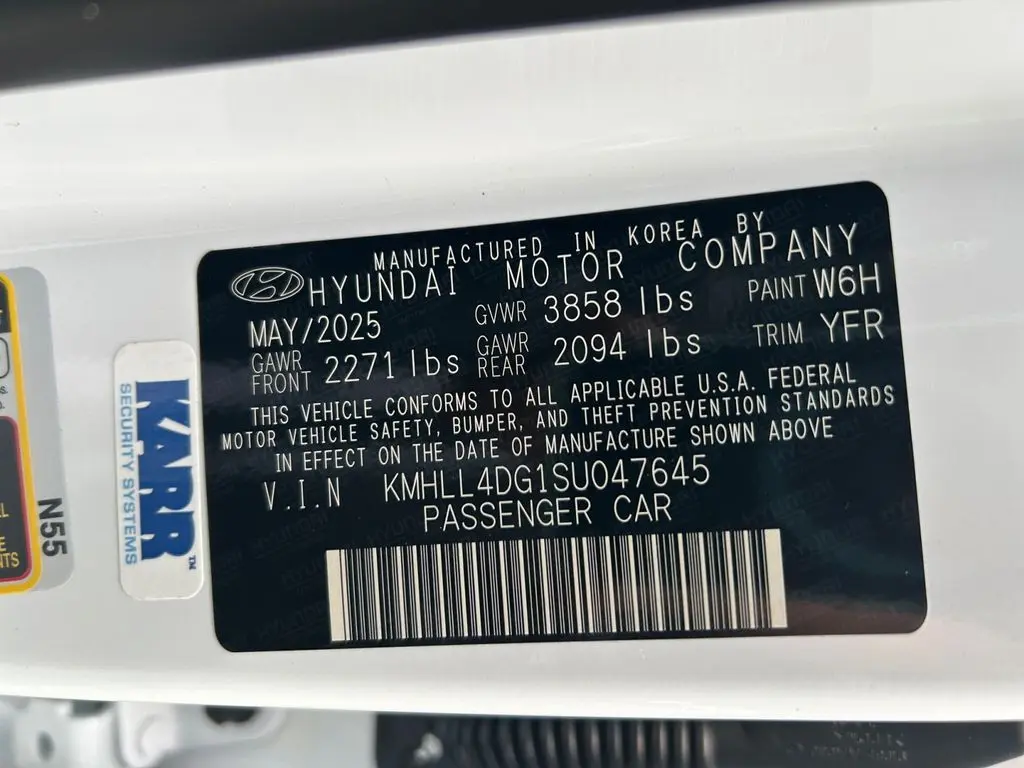 MANUFACTURED IN KOREA BY
HYUNDAI MOTOR COMPANY
MAY/2025 GVWR 3858 lbs PAINT W6H
GAWR FRONT 2271 lbs GAWR REAR 2094 lbs TRIM YFR
THIS VEHICLE CONFORMS TO ALL APPLICABLE U.S.A. FEDERAL
MOTOR VEHICLE SAFETY, BUMPER, AND THEFT PREVENTION STANDARDS
IN EFFECT ON THE DATE OF MANUFACTURE SHOWN ABOVE
V.I.N KMHLL4DG1SU047645
PASSENGER CAR
KARR™
SECURITY SYSTEMS
N55